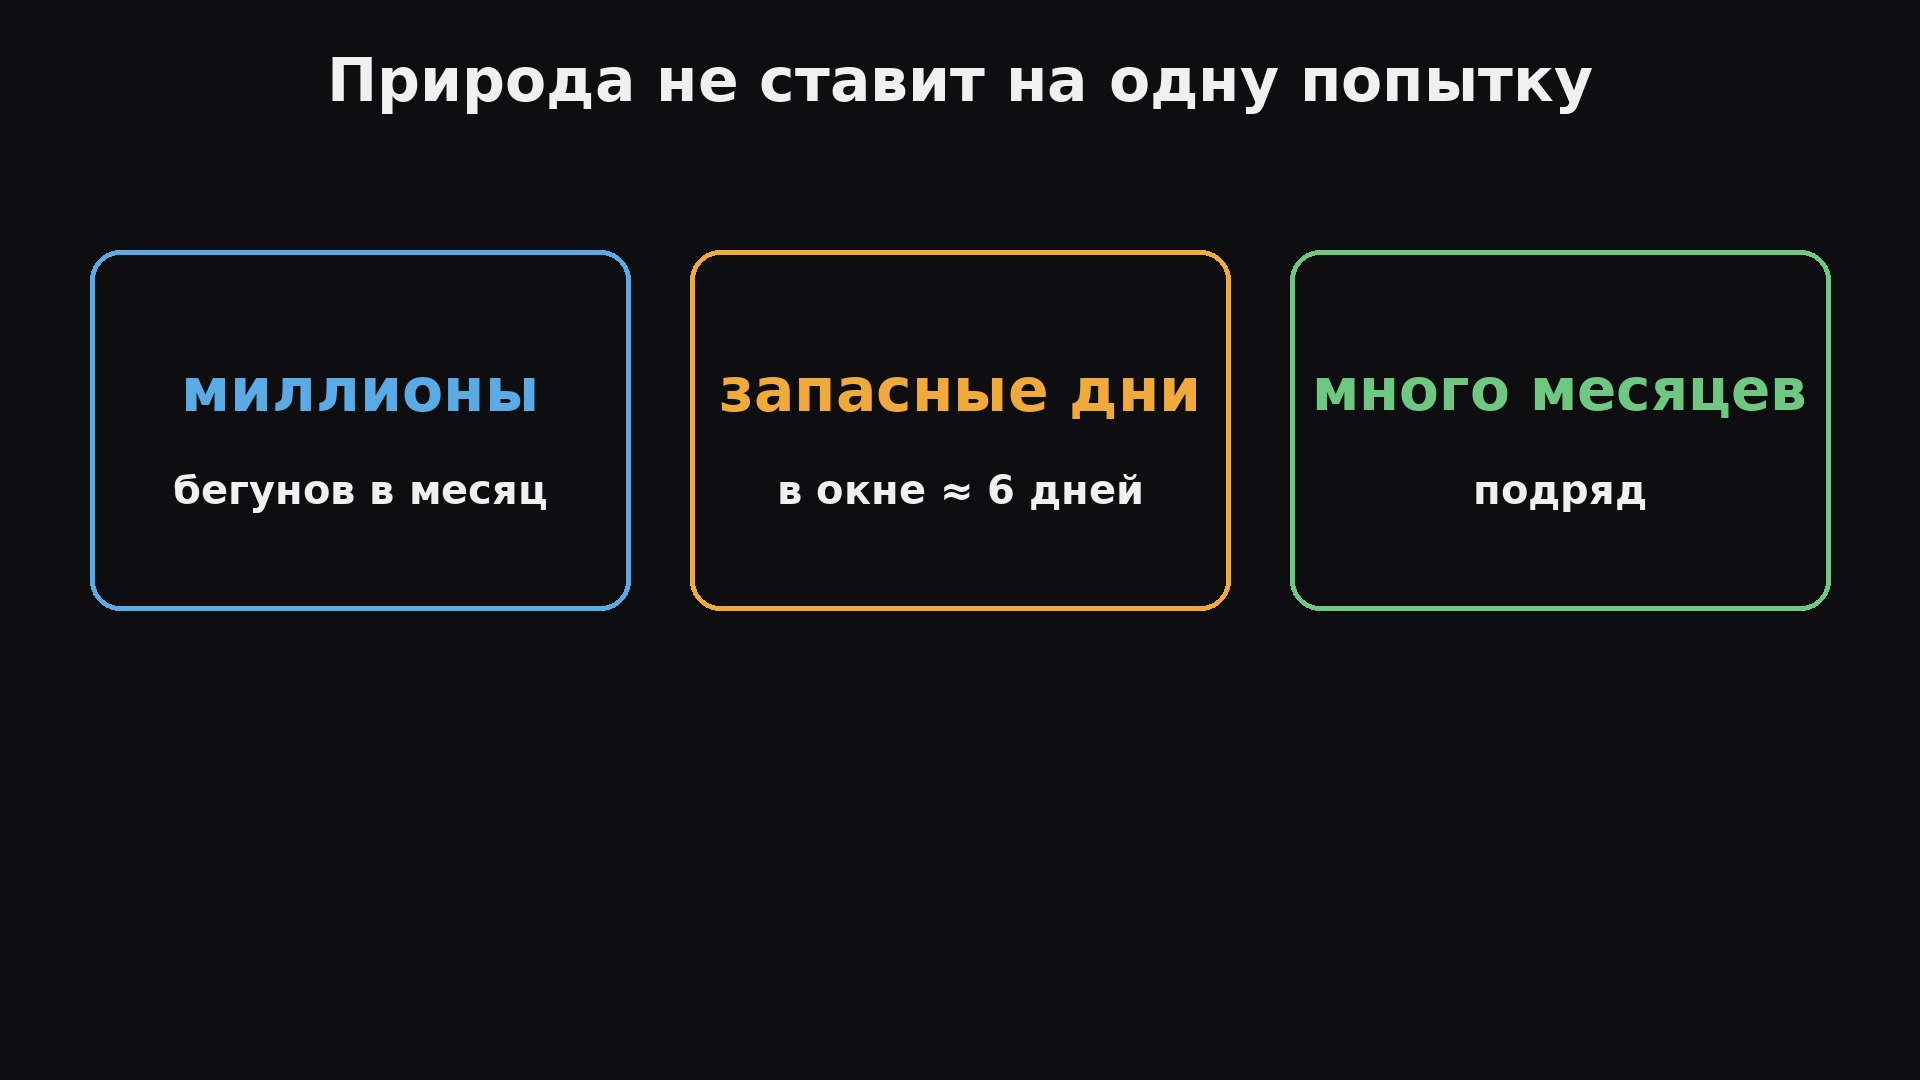 Природа не ставит на одну попытку
миллионы
бегунов в месяц
запасные дни
в окне ≈ 6 дней
много месяцев
подряд